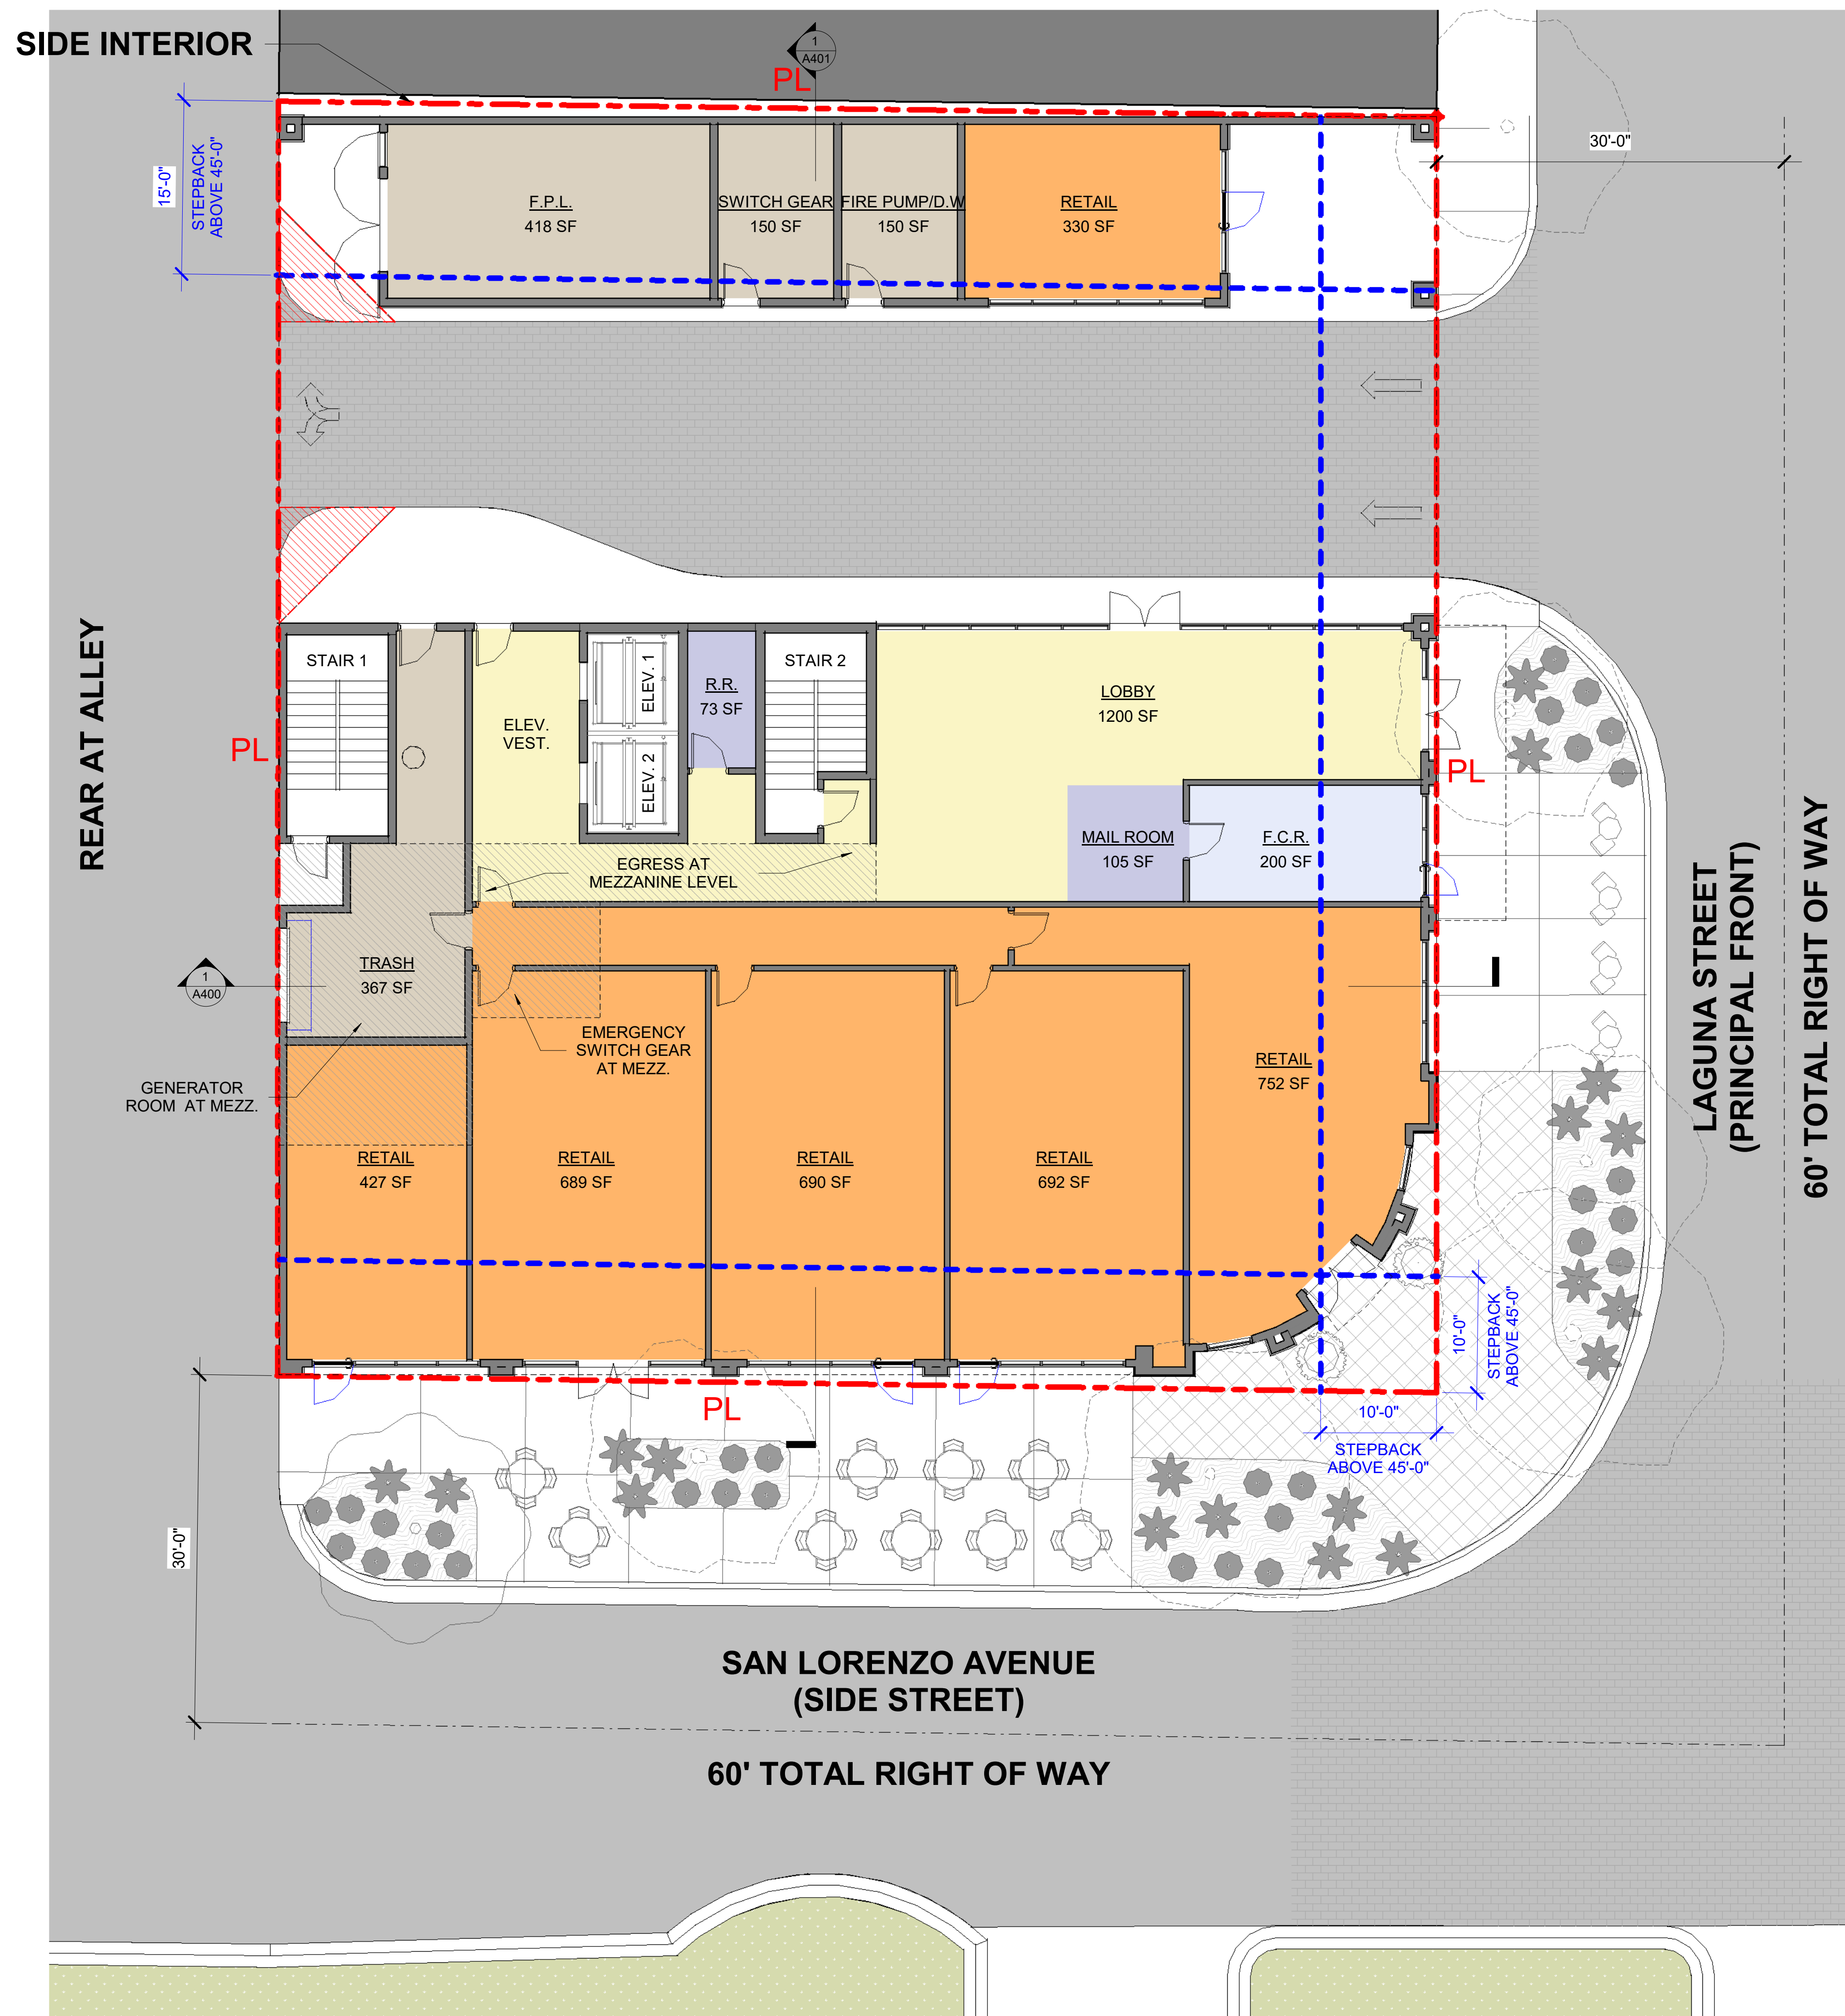 SIDE INTERIOR
1
A401
PL
15'-0"
STEPBACK
ABOVE 45'-0"
30'-0"
F.P.L.
418 SF
SWITCH GEAR
150 SF
FIRE PUMP/D.W
150 SF
RETAIL
330 SF
REAR AT ALLEY
STAIR 1
ELEV.
VEST.
ELEV. 1
ELEV. 2
R.R.
73 SF
STAIR 2
LOBBY
1200 SF
PL
PL
MAIL ROOM
105 SF
F.C.R.
200 SF
EGRESS AT
MEZZANINE LEVEL
LAGUNA STREET
(PRINCIPAL FRONT)
60' TOTAL RIGHT OF WAY
1
A400
TRASH
367 SF
EMERGENCY
SWITCH GEAR
AT MEZZ.
GENERATOR
ROOM AT MEZZ.
RETAIL
752 SF
RETAIL
427 SF
RETAIL
689 SF
RETAIL
690 SF
RETAIL
692 SF
10'-0"
STEPBACK
ABOVE 45'-0"
PL
10'-0"
STEPBACK
ABOVE 45'-0"
30'-0"
SAN LORENZO AVENUE
(SIDE STREET)
60' TOTAL RIGHT OF WAY